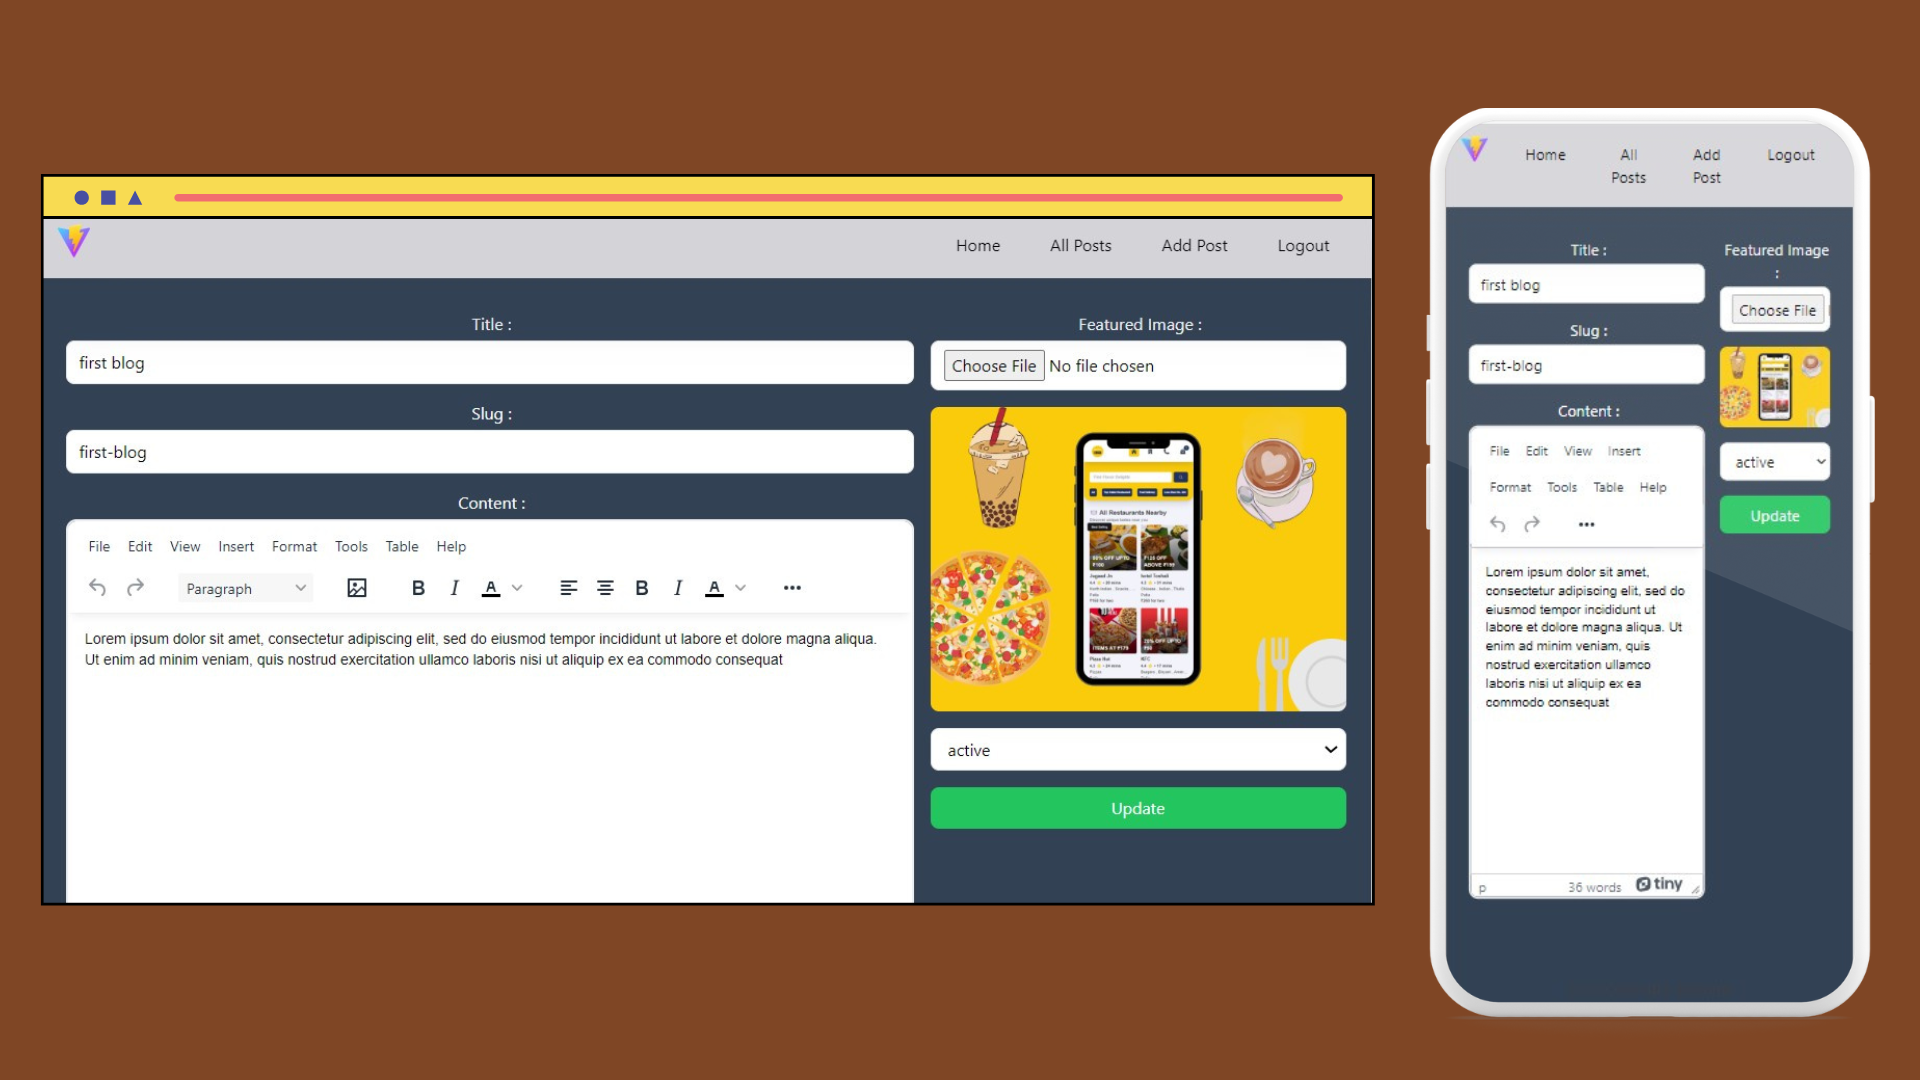 Home All Posts Add Post Logout
Title :
first blog
Slug :
first-blog
Content :
File Edit View Insert Format Tools Table Help
Paragraph
B I A B I A
Lorem ipsum dolor sit amet, consectetur adipiscing elit, sed do eiusmod tempor incididunt ut labore et dolore magna aliqua.
Ut enim ad minim veniam, quis nostrud exercitation ullamco laboris nisi ut aliquip ex ea commodo consequat
Featured Image :
Choose File No file chosen
All Restaurants Nearby
active
Update
Home All Add Logout
Posts Post
Title :
first blog
Slug :
first-blog
Content :
File Edit View Insert
Format Tools Table Help
Lorem ipsum dolor sit amet,
consectetur adipiscing elit, sed do
eiusmod tempor incididunt ut
labore et dolore magna aliqua. Ut
enim ad minim veniam, quis
nostrud exercitation ullamco
laboris nisi ut aliquip ex ea
commodo consequat
p 36 words tiny
Featured Image
:
Choose File
active
Update